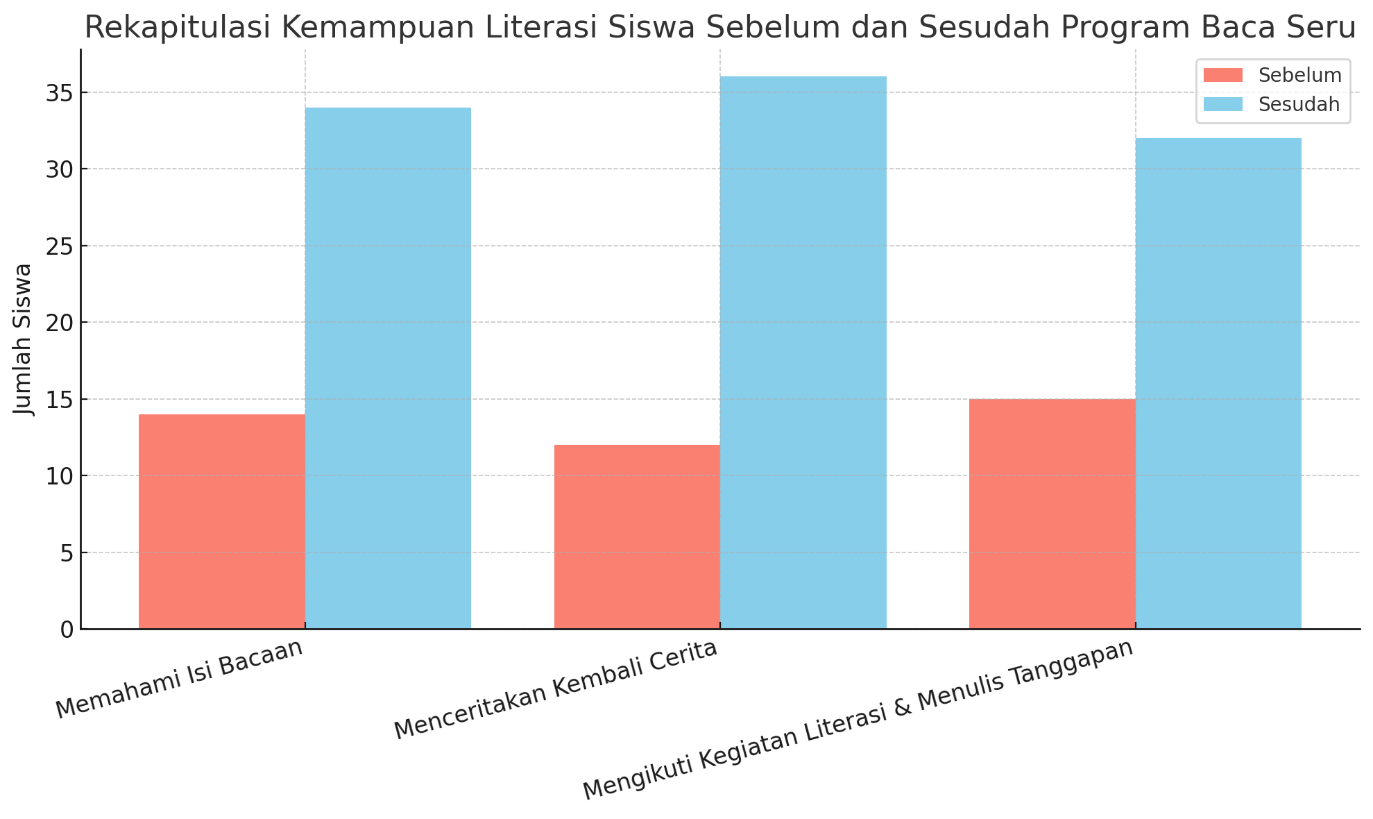 Rekapitulasi Kemampuan Literasi Siswa Sebelum dan Sesudah Program Baca Seru
Sebelum
Sesudah
Jumlah Siswa
35
30
25
20
15
10
5
0
Memahami Isi Bacaan
Menceritakan Kembali Cerita
Mengikuti Kegiatan Literasi & Menulis Tanggapan